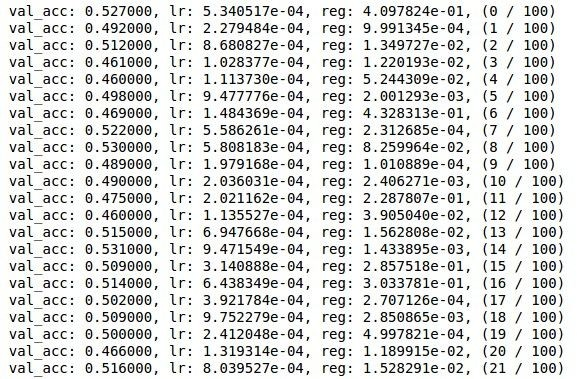 val_acc: 0.527000, lr: 5.340517e-04, reg: 4.097824e-01, (0 / 100)
val_acc: 0.492000, lr: 2.279484e-04, reg: 9.991345e-04, (1 / 100)
val_acc: 0.512000, lr: 8.680827e-04, reg: 1.349727e-02, (2 / 100)
val_acc: 0.461000, lr: 1.028377e-04, reg: 1.220193e-02, (3 / 100)
val_acc: 0.460000, lr: 1.113730e-04, reg: 5.244309e-02, (4 / 100)
val_acc: 0.498000, lr: 9.477776e-04, reg: 2.001293e-03, (5 / 100)
val_acc: 0.469000, lr: 1.484369e-04, reg: 4.328313e-01, (6 / 100)
val_acc: 0.522000, lr: 5.586261e-04, reg: 2.312685e-04, (7 / 100)
val_acc: 0.530000, lr: 5.808183e-04, reg: 8.259964e-02, (8 / 100)
val_acc: 0.489000, lr: 1.979168e-04, reg: 1.010889e-04, (9 / 100)
val_acc: 0.490000, lr: 2.036031e-04, reg: 2.406271e-03, (10 / 100)
val_acc: 0.475000, lr: 2.021162e-04, reg: 2.287807e-01, (11 / 100)
val_acc: 0.460000, lr: 1.135527e-04, reg: 3.905040e-02, (12 / 100)
val_acc: 0.515000, lr: 6.947668e-04, reg: 1.562808e-02, (13 / 100)
val_acc: 0.531000, lr: 9.471549e-04, reg: 1.433895e-03, (14 / 100)
val_acc: 0.509000, lr: 3.140888e-04, reg: 2.857518e-01, (15 / 100)
val_acc: 0.514000, lr: 6.438349e-04, reg: 3.033781e-01, (16 / 100)
val_acc: 0.502000, lr: 3.921784e-04, reg: 2.707126e-04, (17 / 100)
val_acc: 0.509000, lr: 9.752279e-04, reg: 2.850865e-03, (18 / 100)
val_acc: 0.500000, lr: 2.412048e-04, reg: 4.997821e-04, (19 / 100)
val_acc: 0.466000, lr: 1.319314e-04, reg: 1.189915e-02, (20 / 100)
val_acc: 0.516000, lr: 8.039527e-04, reg: 1.528291e-02, (21 / 100)